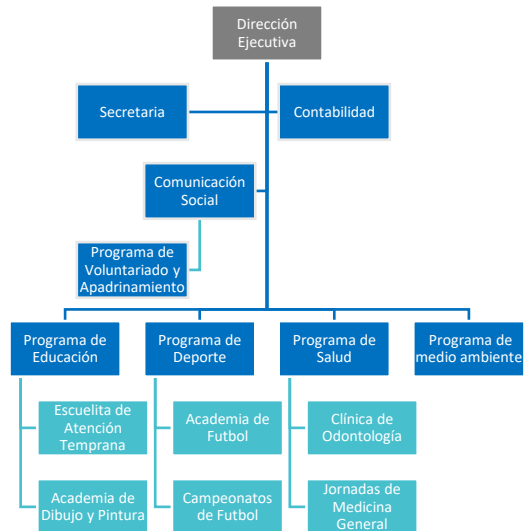 Dirección
Ejecutiva
Secretaria
Contabilidad
Comunicación
Social
Programa de
Voluntariado y
Apadrinamiento
Programa de
Educación
Programa de
Deporte
Programa de
Salud
Programa de
medio ambiente
Escuelita de
Atención
Temprana
Academia de
Futbol
Clínica de
Odontología
Academia de
Dibujo y Pintura
Campeonatos
de Futbol
Jornadas de
Medicina
General